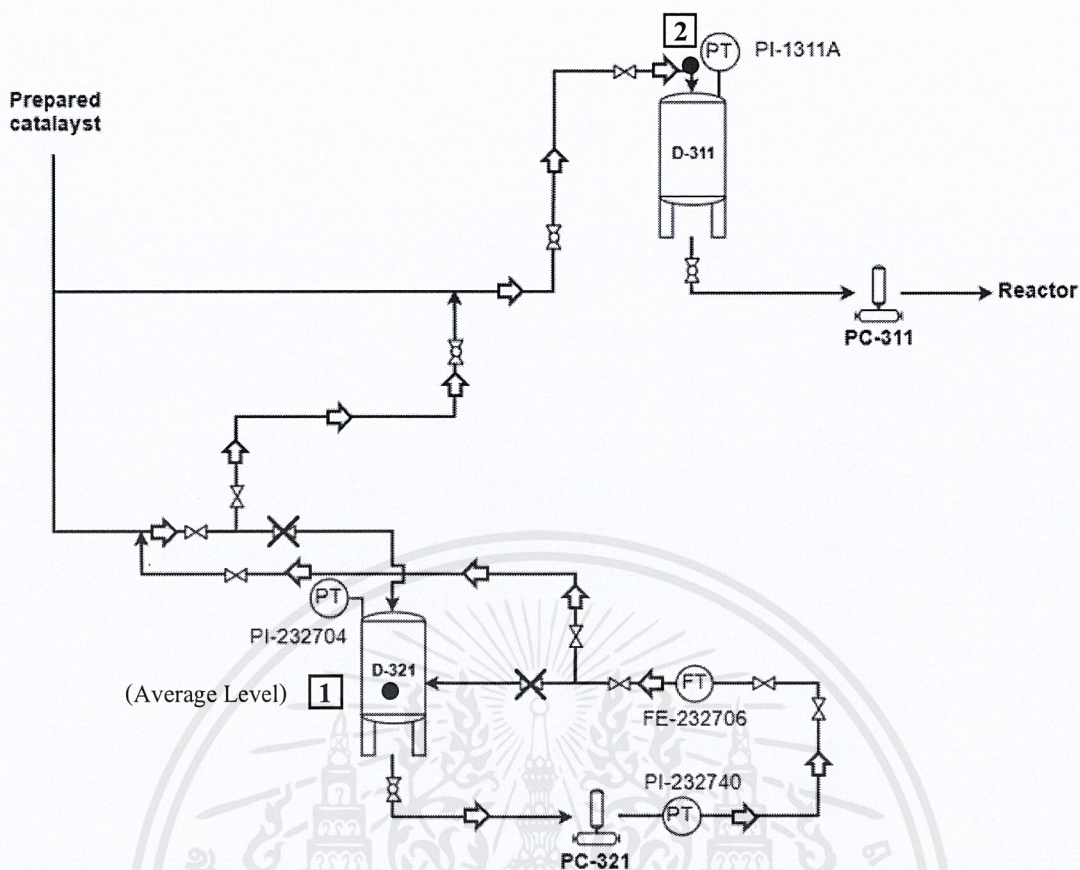 2
PT
PI-1311A
Prepared
catalayst
D-311
Reactor
PC-311
PT
PI-232704
D-321
(Average Level)
1
FT
FE-232706
PI-232740
PT
PC-321